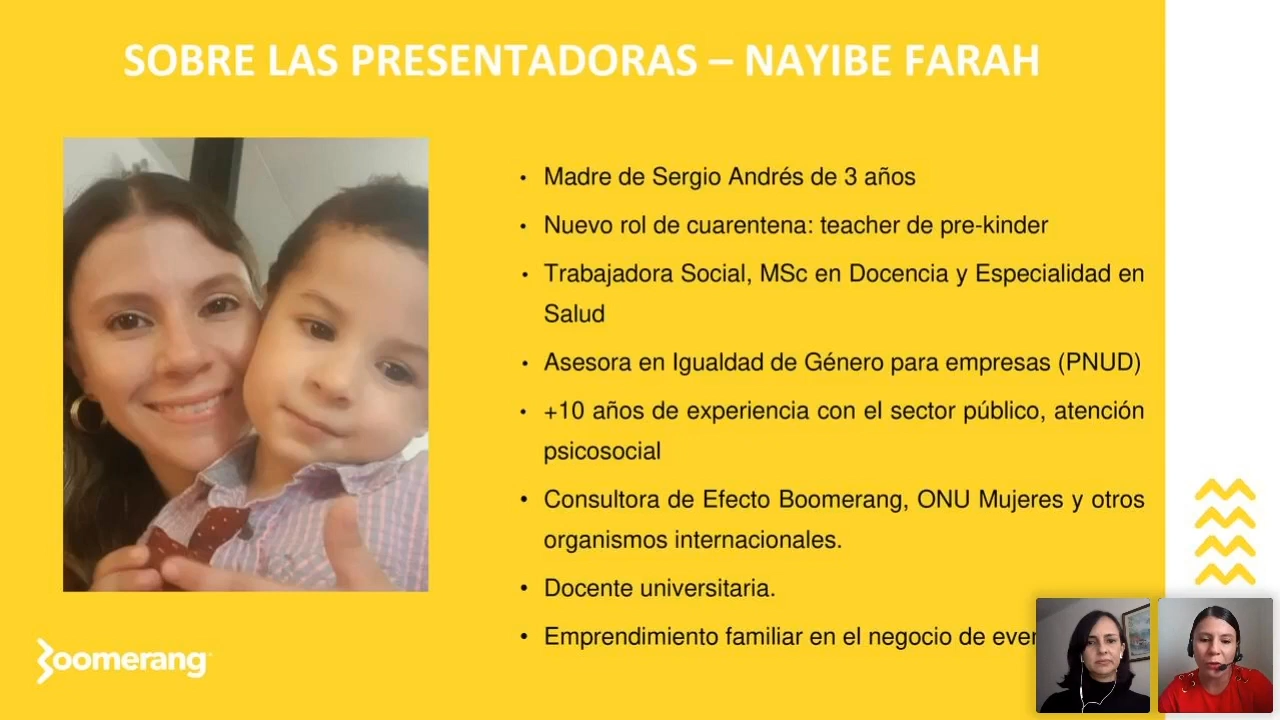 SOBRE LAS PRESENTADORAS – NAYIBE FARAH
• Madre de Sergio Andrés de 3 años
• Nuevo rol de cuarentena: teacher de pre-kinder
• Trabajadora Social, MSc en Docencia y Especialidad en
Salud
• Asesora en Igualdad de Género para empresas (PNUD)
• +10 años de experiencia con el sector público, atención
psicosocial
• Consultora de Efecto Boomerang, ONU Mujeres y otros
organismos internacionales.
• Docente universitaria.
• Emprendimiento familiar en el negocio de
Boomerang